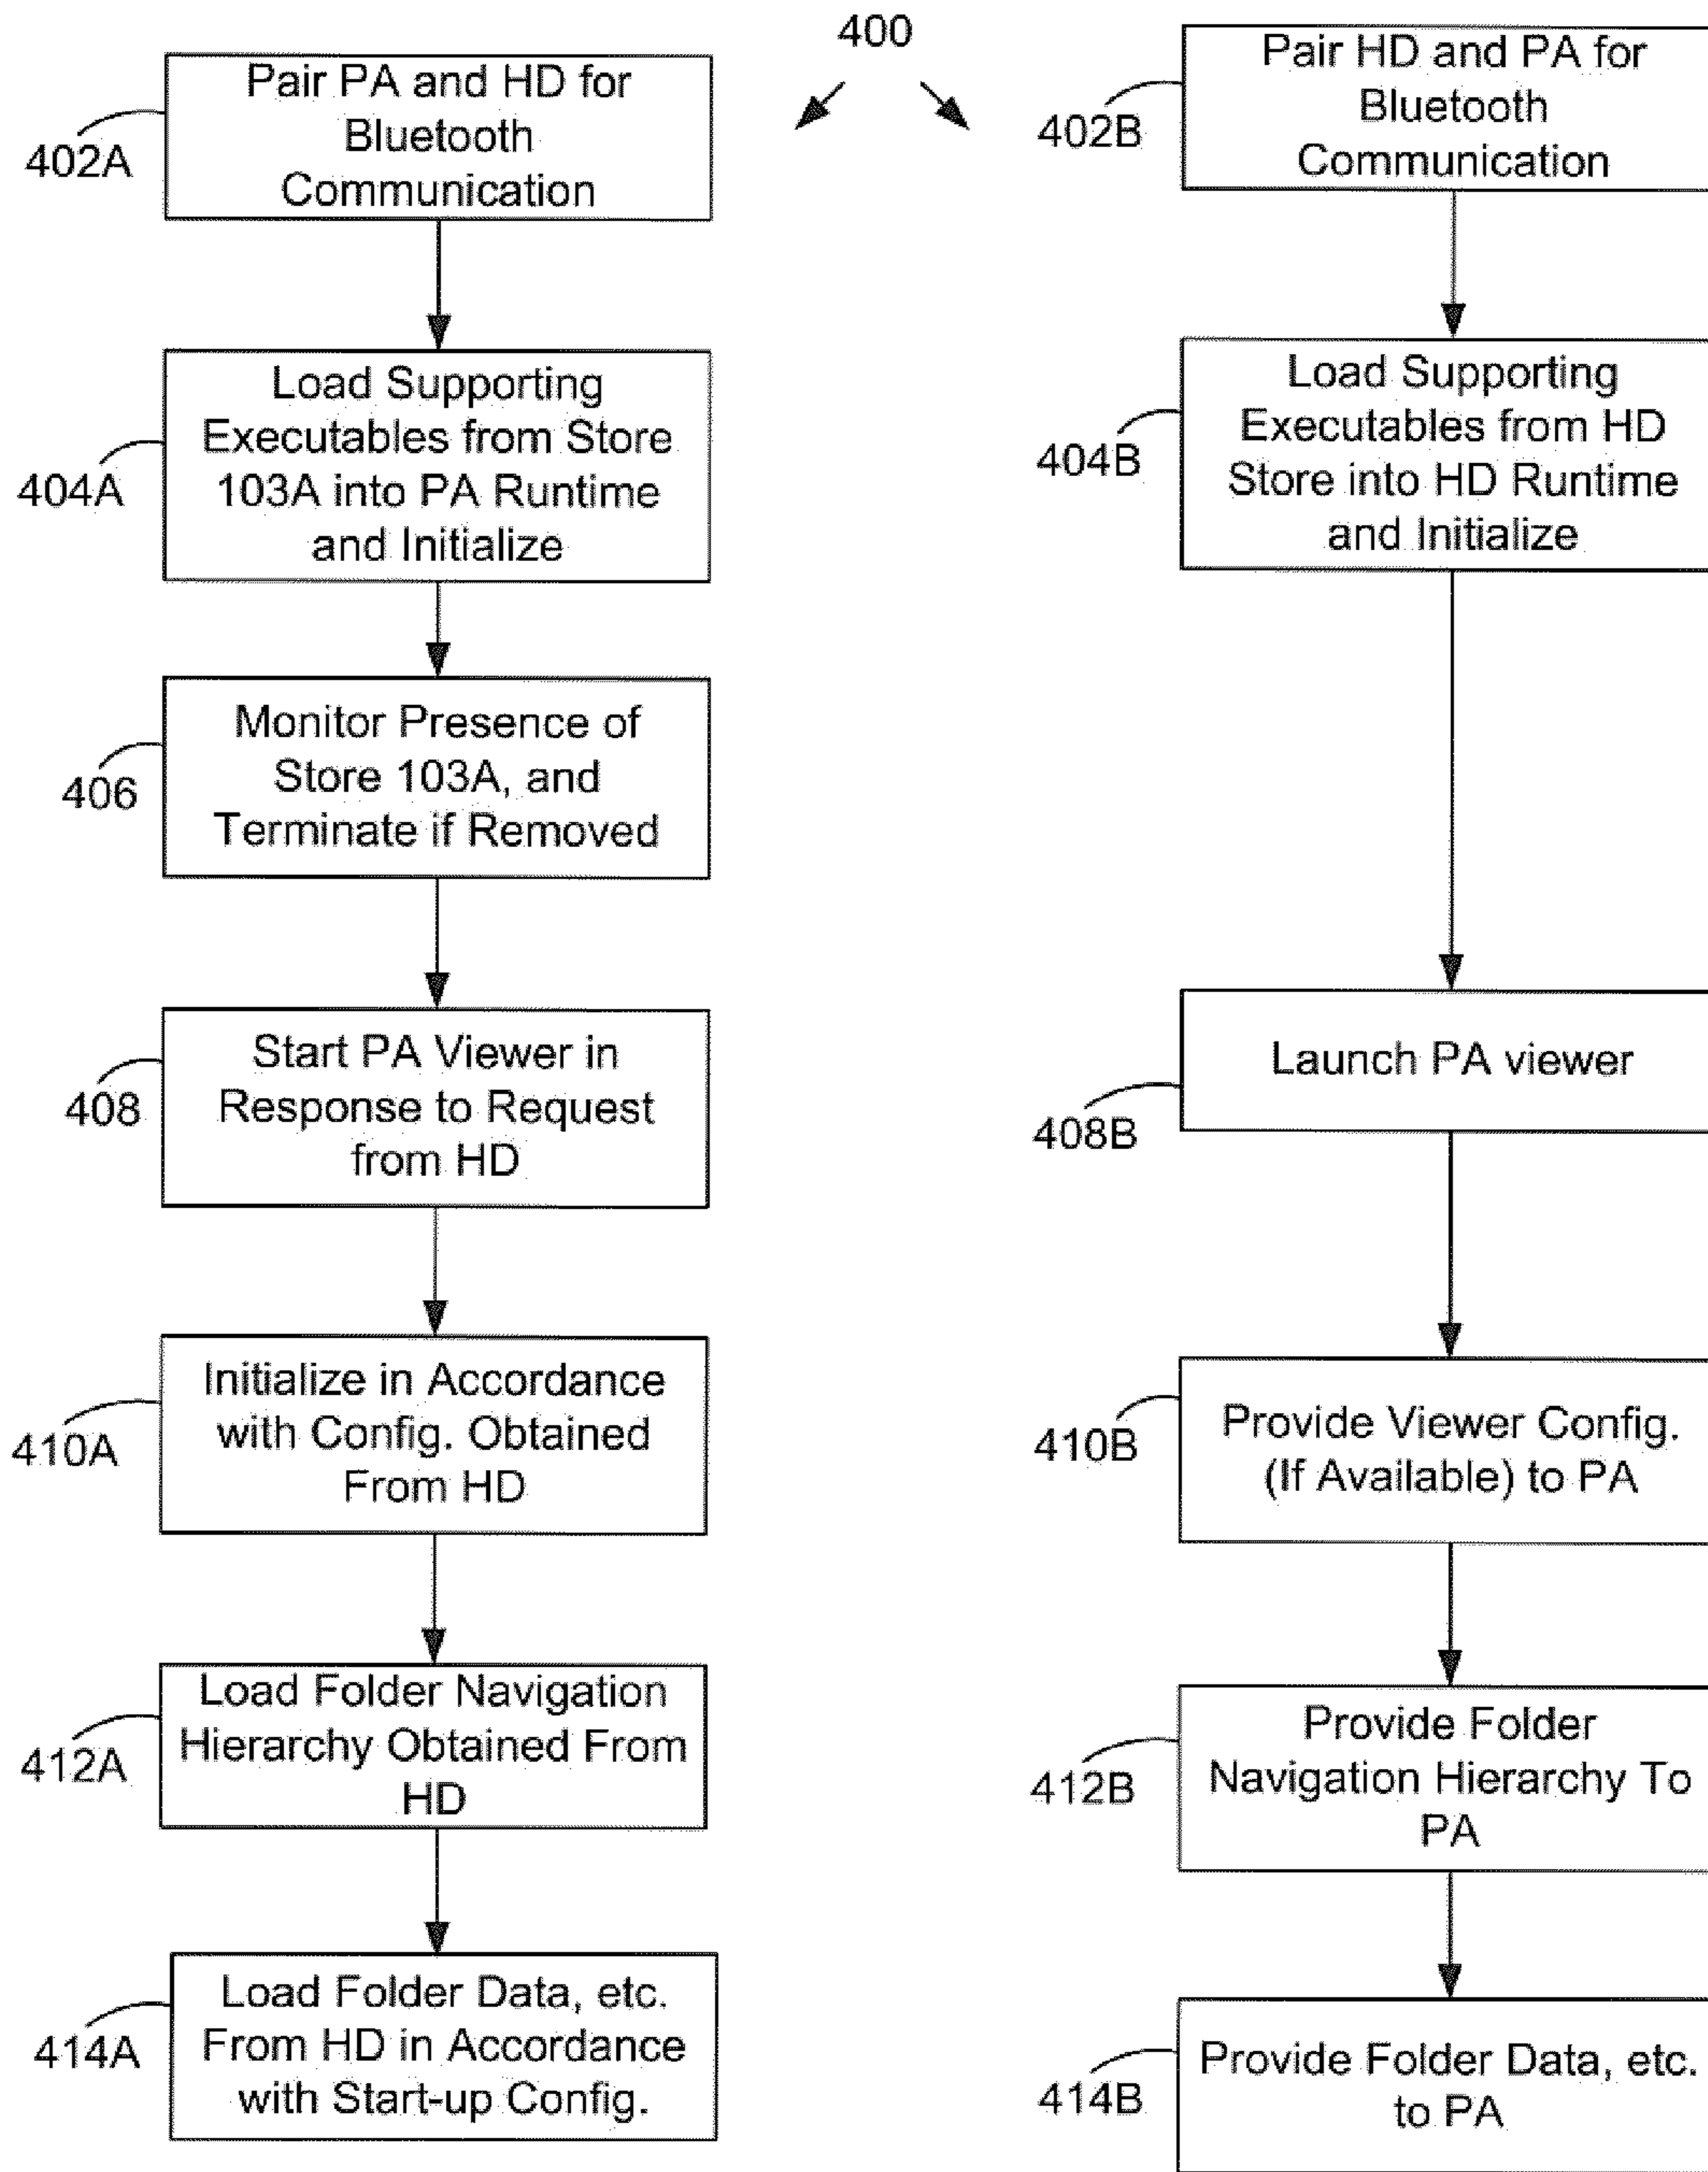 400
Pair PA and HD for
Bluetooth
Communication
402A
Load Supporting
Executables from Store
103A into PA Runtime
and Initialize
404A
Monitor Presence of
Store 103A, and
Terminate if Removed
406
Start PA Viewer in
Response to Request
from HD
408
Initialize in Accordance
with Config. Obtained
From HD
410A
Load Folder Navigation
Hierarchy Obtained From
HD
412A
Load Folder Data, etc.
From HD in Accordance
with Start-up Config.
414A
Pair HD and PA for
Bluetooth
Communication
402B
Load Supporting
Executables from HD
Store into HD Runtime
and Initialize
404B
Launch PA viewer
408B
Provide Viewer Config.
(If Available) to PA
410B
Provide Folder
Navigation Hierarchy To
PA
412B
Provide Folder Data, etc.
to PA
414B